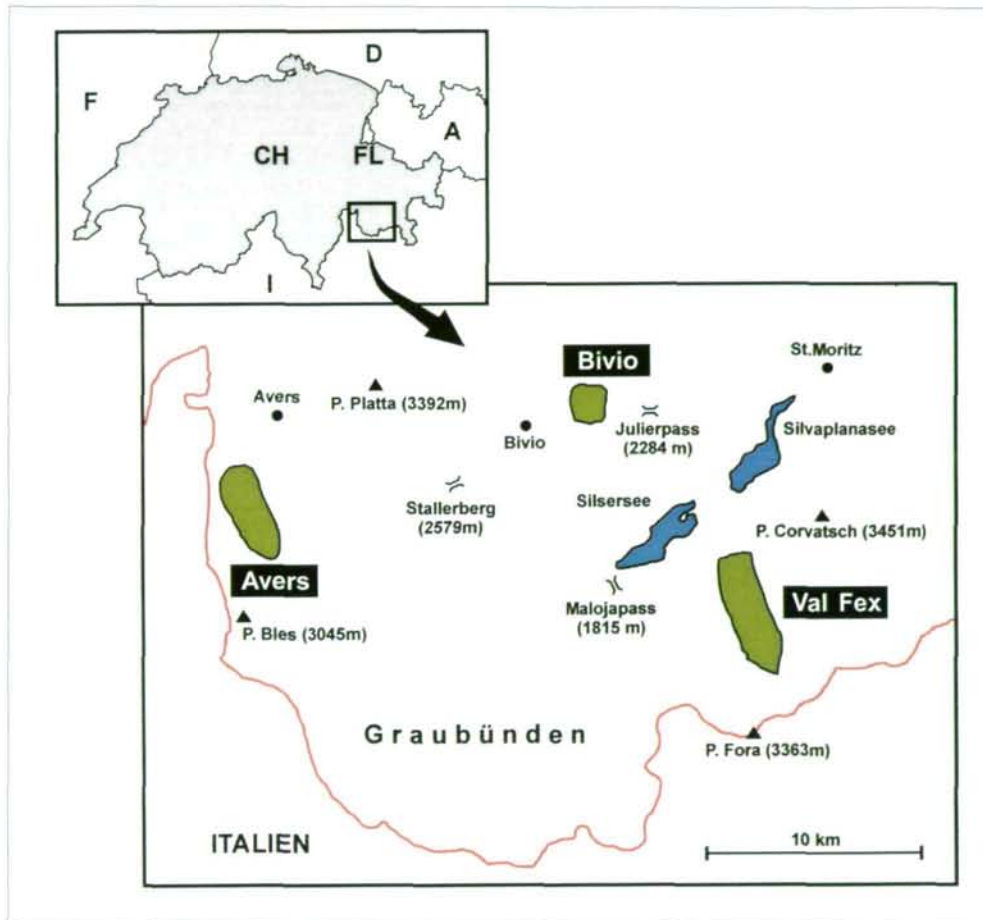 D
F
A
CH
FL
I
St.Moritz
Bivio
P. Platta (3392m)
Avers
Julierpass
(2284 m)
Silvaplanasee
Bivio
Stallerberg
(2579m)
Silsersee
P. Corvatsch (3451m)
Avers
Malojapass
(1815 m)
Val Fex
P. Bles (3045m)
Graubünden
P. Fora (3363m)
ITALIEN
10 km